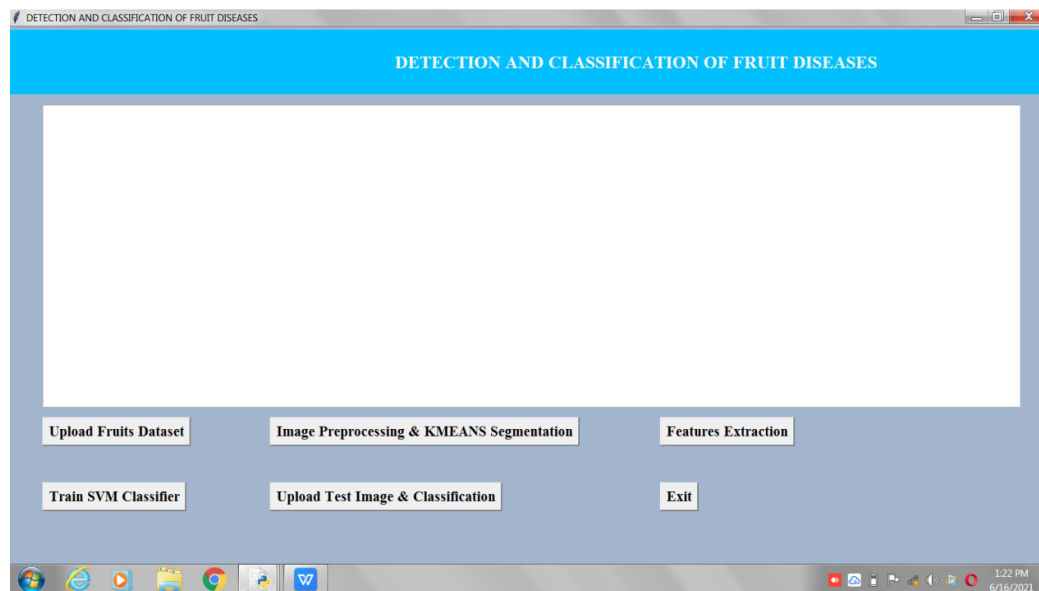 DETECTION AND CLASSIFICATION OF FRUIT DISEASES
DETECTION AND CLASSIFICATION OF FRUIT DISEASES
Upload Fruits Dataset
Image Preprocessing & KMEANS Segmentation
Features Extraction
Train SVM Classifier
Upload Test Image & Classification
Exit
1:22 PM
6/16/2021